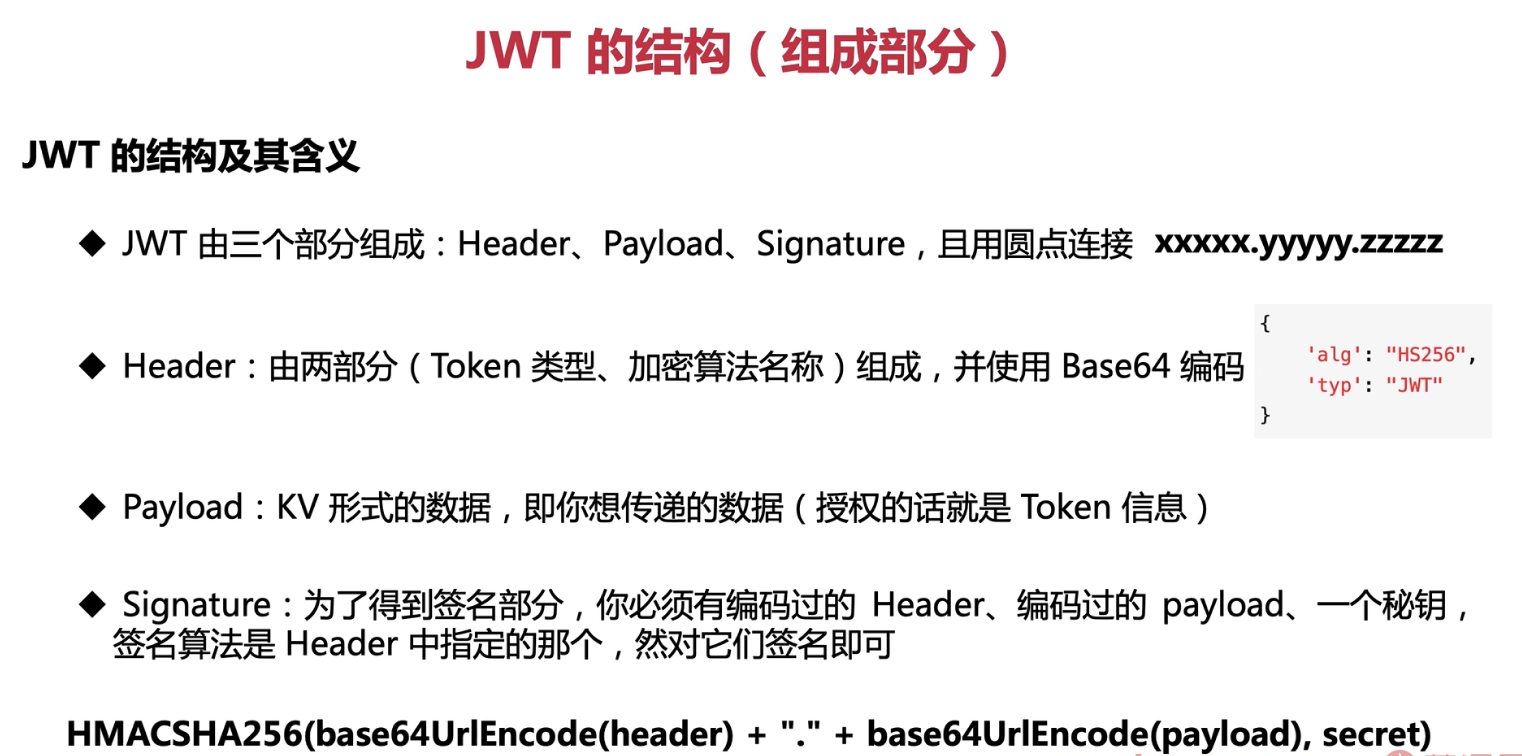 JWT 的结构（组成部分）
JWT 的结构及其含义
◆ JWT 由三个部分组成：Header、Payload、Signature，且用圆点连接 xxxxx.yyyyy.zzzzz
◆ Header：由两部分（Token 类型、加密算法名称）组成，并使用 Base64 编码
{
'alg': "HS256",
'typ': "JWT"
}
◆ Payload：KV 形式的数据，即你想传递的数据（授权的话就是 Token 信息）
◆ Signature：为了得到签名部分，你必须有编码过的 Header、编码过的 payload、一个秘钥，
签名算法是 Header 中指定的那个，然对它们签名即可
HMACSHA256(base64UrlEncode(header) + "." + base64UrlEncode(payload), secret)